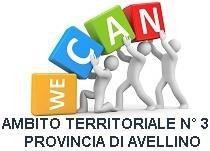 WE CAN
AMBITO TERRITORIALE N° 3
PROVINCIA DI AVELLINO